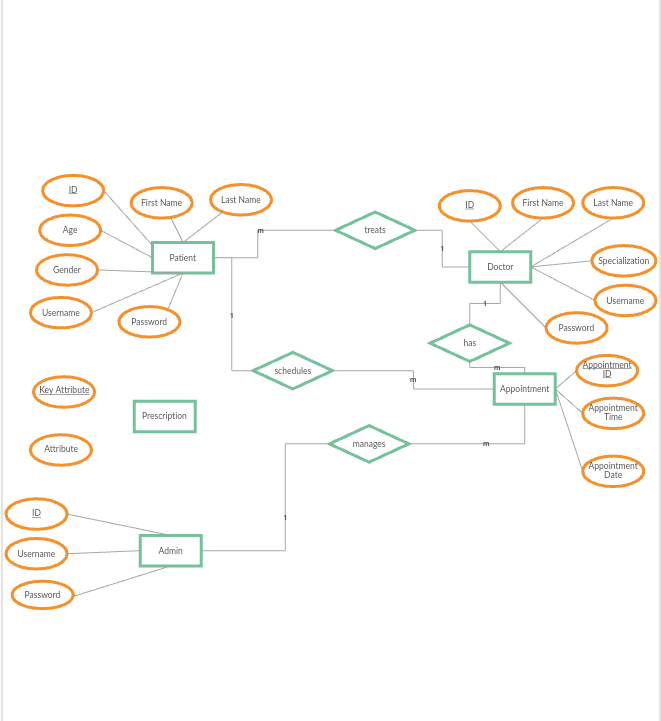 ID
First Name
Last Name
ID
First Name
Last Name
Age
m
treats
1
Patient
Doctor
Specialization
Gender
Username
Password
1
Username
Password
1
has
m
schedules
m
Appointment
Appointment
ID
Key Attribute
Prescription
Appointment
Time
Attribute
manages
m
Appointment
Date
ID
1
Username
Admin
Password